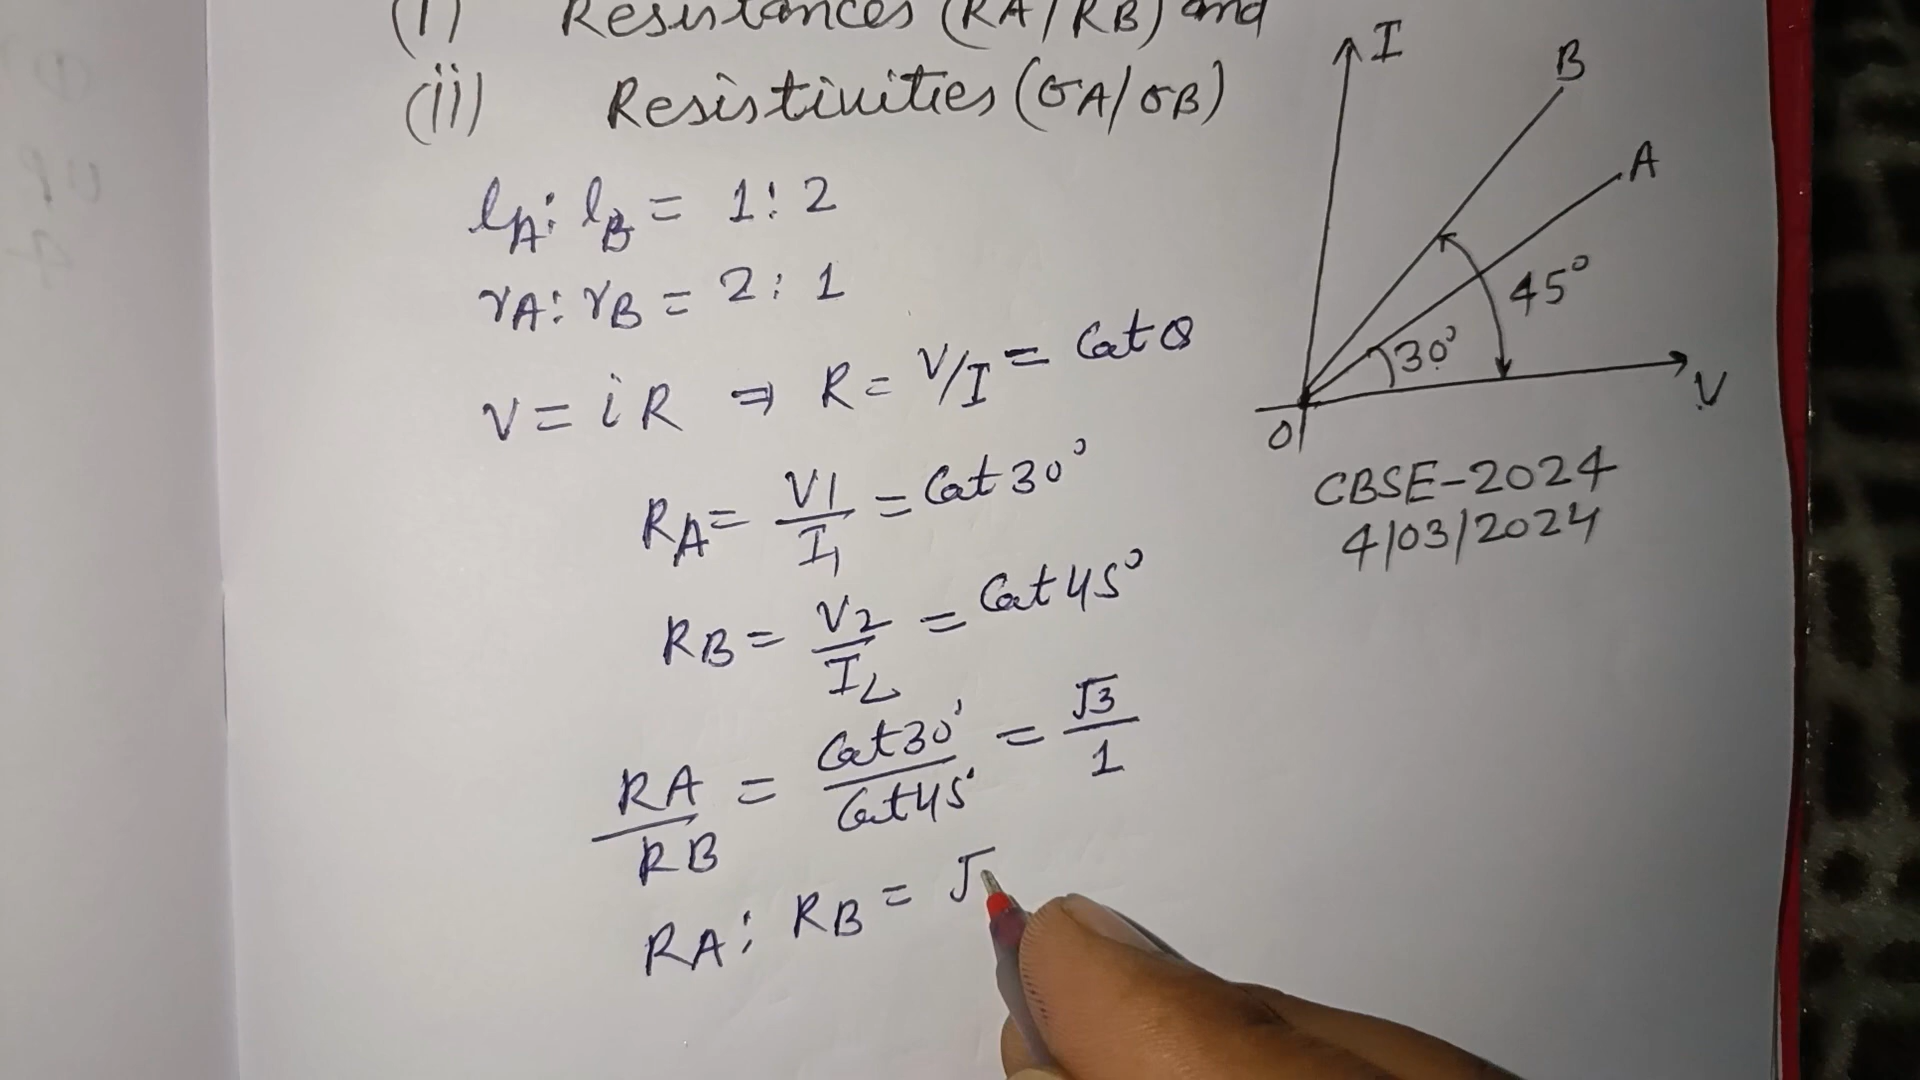 (i) Resistances (RA/RB) and
(ii) Resistivities (σA/σB)
lA: lB = 1:2
rA: rB = 2:1
V = iR ⇒ R = V/I = Cot θ
RA = V1/I1 = Cot 30°
RB = V2/I2 = Cot 45°
RA/RB = Cot 30°/Cot 45° = √3/1
RA: RB = √
I
B
A
45°
30°
V
O
CBSE-2024
4/03/2024